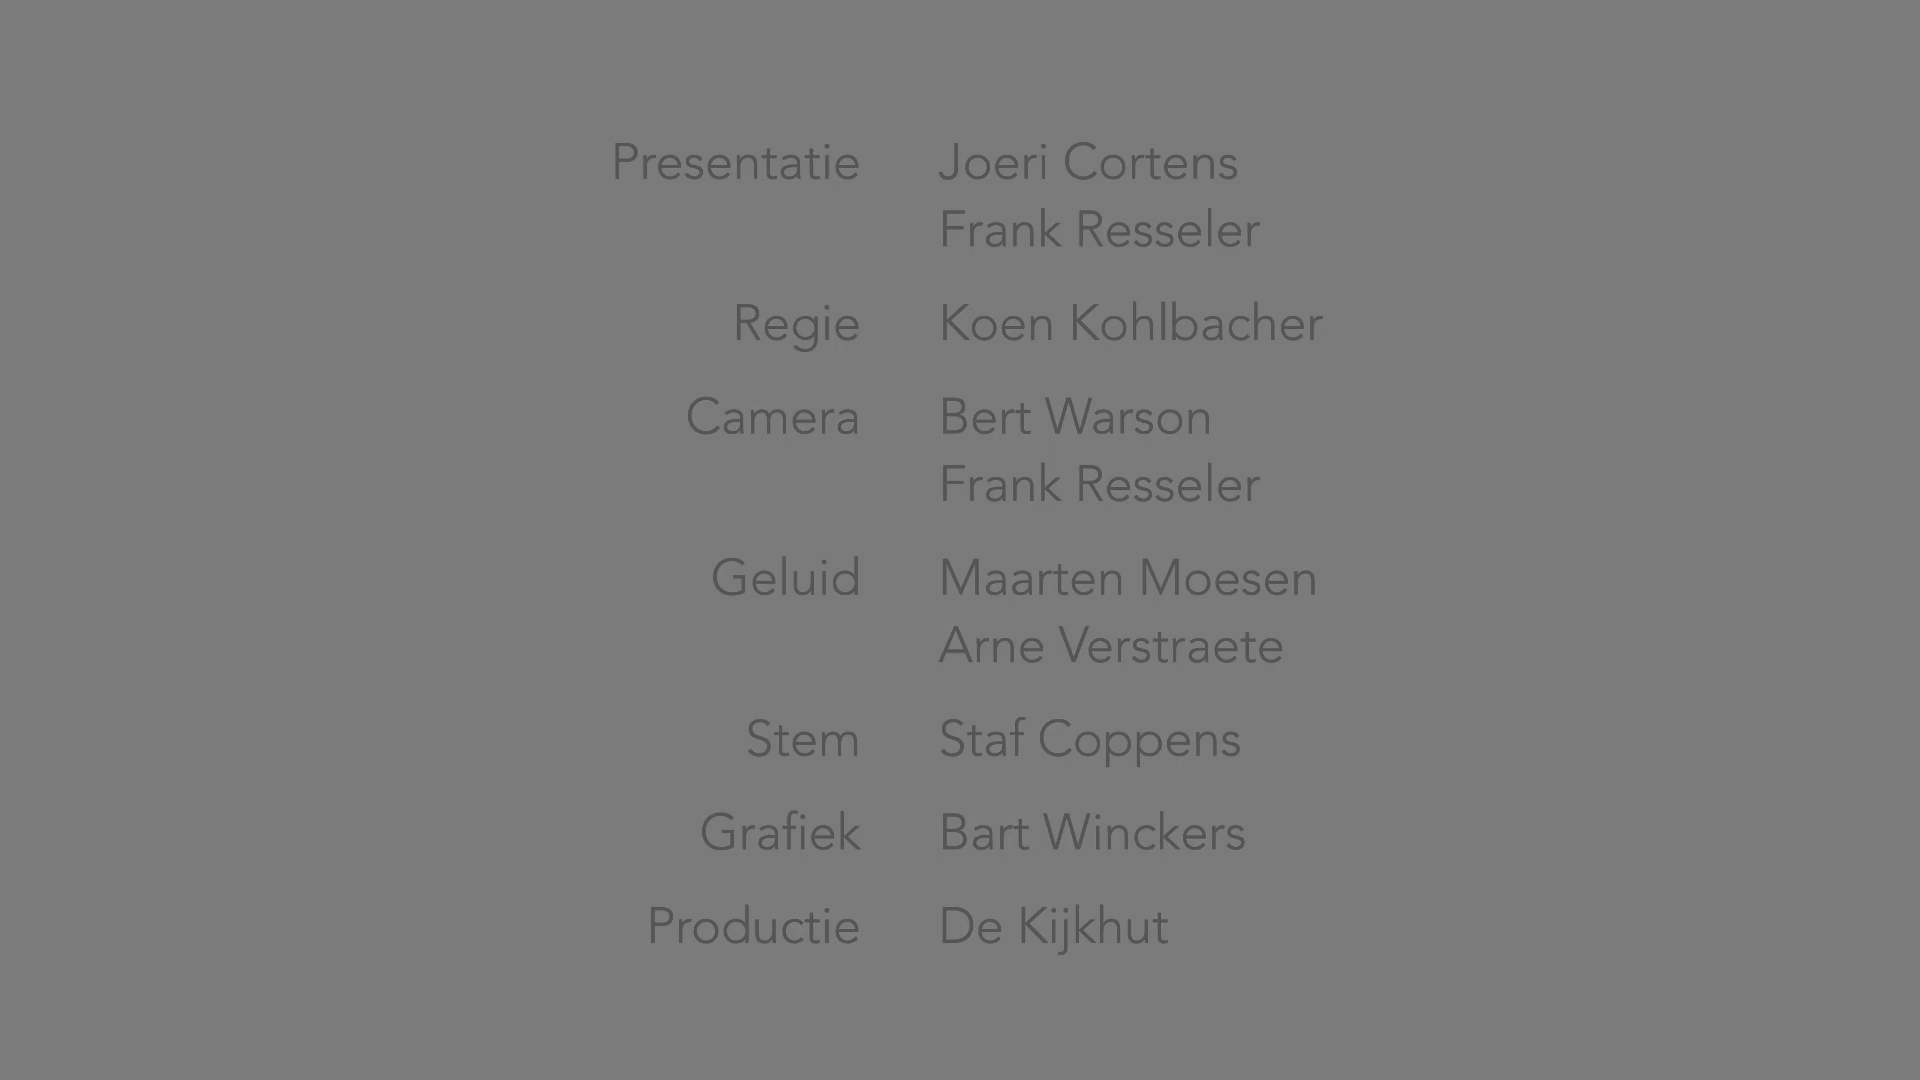 Presentatie Joeri Cortens
Frank Resseler
Regie Koen Kohlbacher
Camera Bert Warson
Frank Resseler
Geluid Maarten Moesen
Arne Verstraete
Stem Staf Coppens
Grafiek Bart Winckers
Productie De Kijkhut